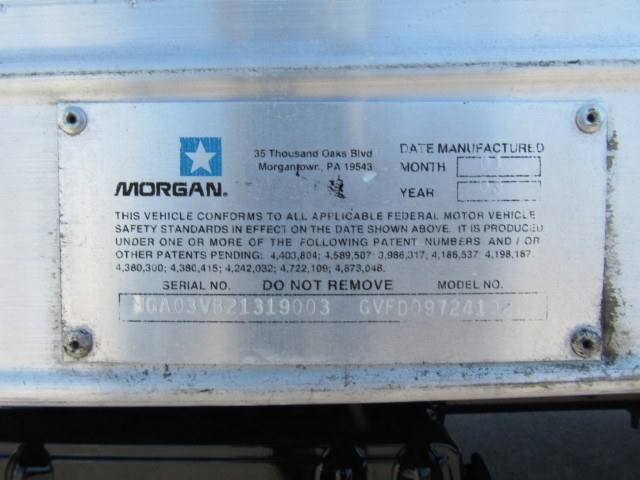 35 Thousand Oaks Blvd
Morgantown, PA 19543
MORGAN®
DATE MANUFACTURED
MONTH
YEAR
THIS VEHICLE CONFORMS TO ALL APPLICABLE FEDERAL MOTOR VEHICLE
SAFETY STANDARDS IN EFFECT ON THE DATE SHOWN ABOVE. IT IS PRODUCED
UNDER ONE OR MORE OF THE FOLLOWING PATENT NUMBERS AND / OR
OTHER PATENTS PENDING: 4,403,804; 4,589,507; 3,986,317; 4,186,537; 4,198,187;
4,380,300; 4,380,415; 4,242,032; 4,722,109; 4,873,048.
SERIAL NO. DO NOT REMOVE MODEL NO.